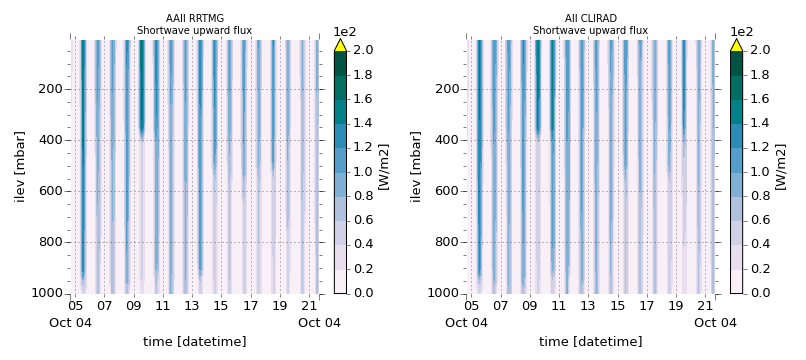 AAll RRTMG
Shortwave upward flux
1e2
2.0
1.8
1.6
1.4
1.2
1.0
0.8
0.6
0.4
0.2
0.0
[W/m2]
ilev [mbar]
200
400
600
800
1000
05 07 09 11 13 15 17 19 21
Oct 04 Oct 04
time [datetime]
All CLIRAD
Shortwave upward flux
1e2
2.0
1.8
1.6
1.4
1.2
1.0
0.8
0.6
0.4
0.2
0.0
[W/m2]
ilev [mbar]
200
400
600
800
1000
05 07 09 11 13 15 17 19 21
Oct 04 Oct 04
time [datetime]